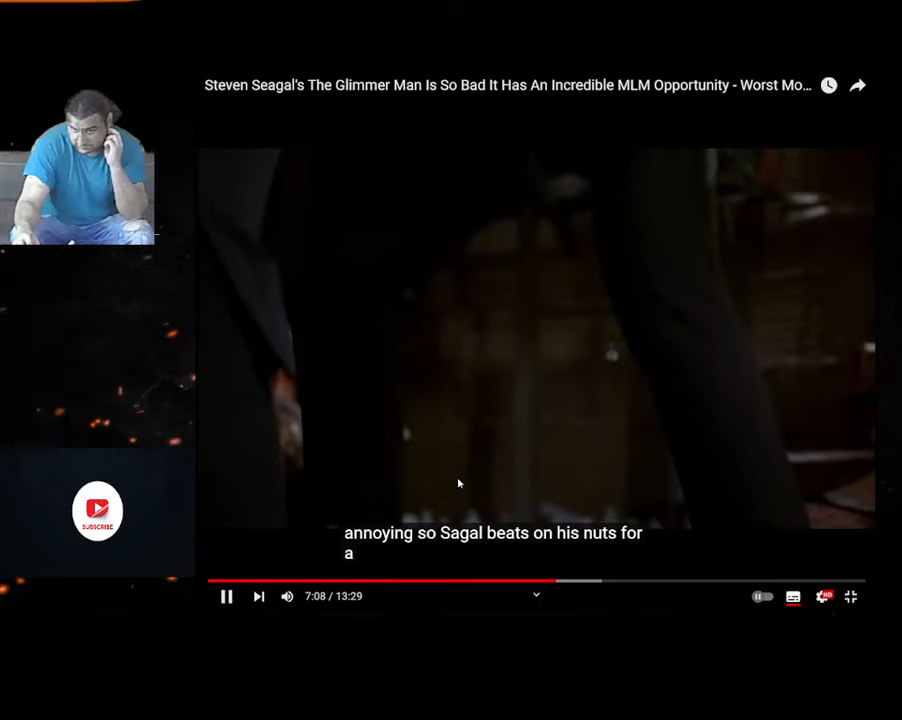 Steven Seagal's The Glimmer Man Is So Bad It Has An Incredible MLM Opportunity - Worst Mo...
annoying so Sagal beats on his nuts for
a
SUBSCRIBE
7:08 / 13:29
HD